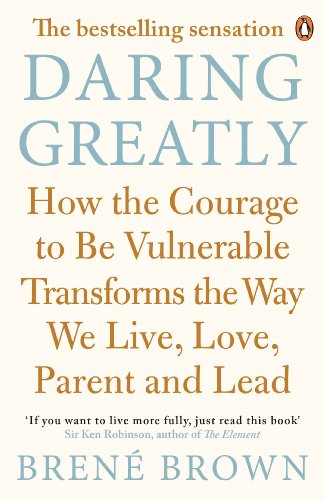 The bestselling sensation
DARING
GREATLY
How the Courage
to Be Vulnerable
Transforms the Way
We Live, Love,
Parent and Lead
'If you want to live more fully, just read this book'
Sir Ken Robinson, author of The Element
BRENÉ BROWN